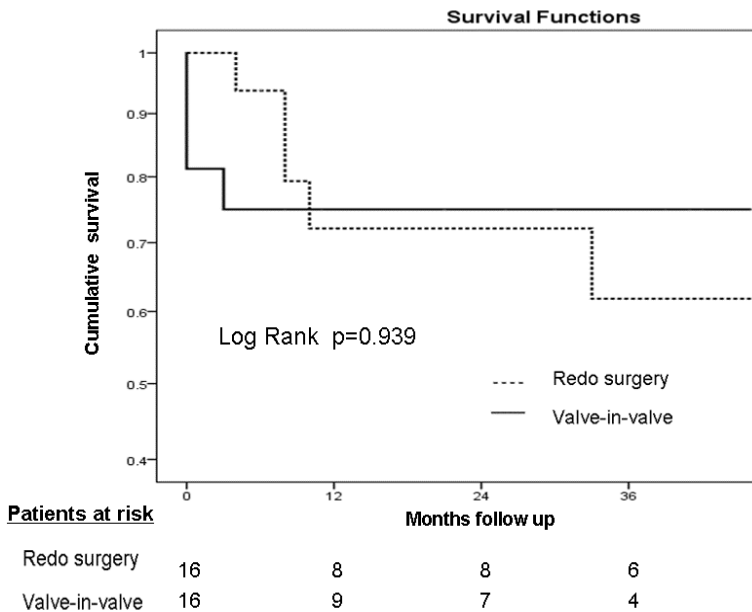 Survival Functions
1
0.9
0.8
0.7
0.6
0.5
0.4
Cumulative survival
Log Rank p=0.939
Redo surgery
Valve-in-valve
0 12 24 36
Months follow up
Patients at risk
Redo surgery 16 8 8 6
Valve-in-valve 16 9 7 4